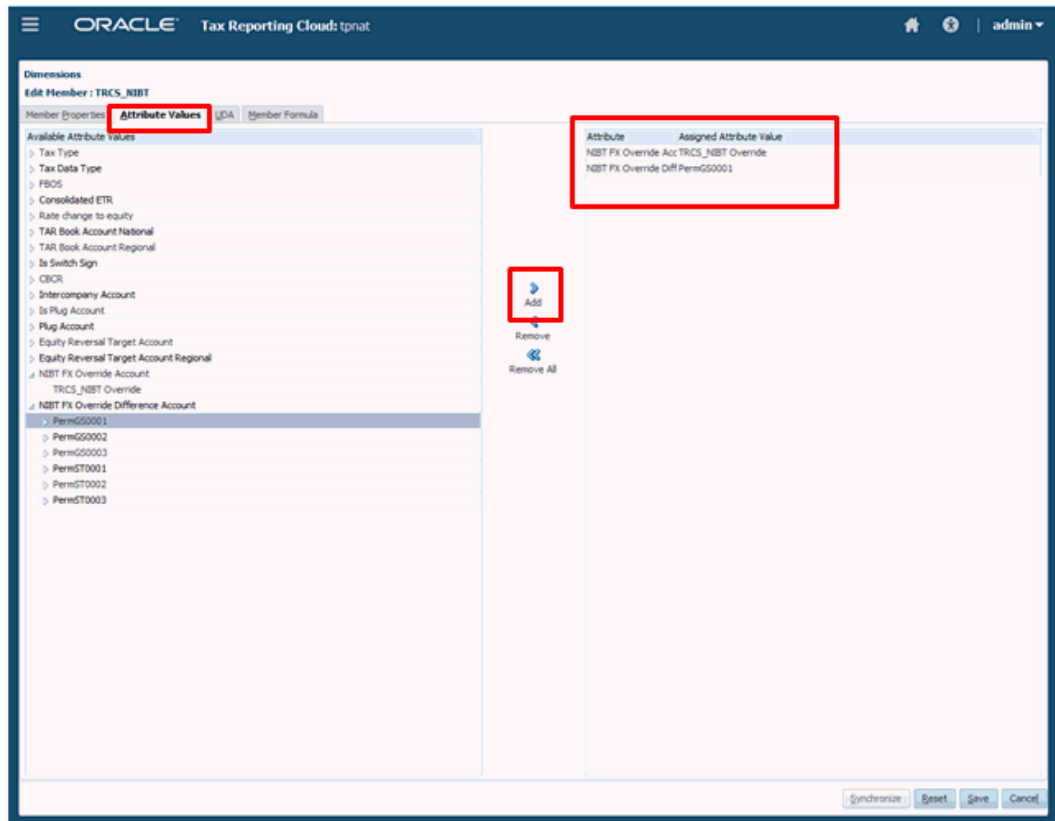 ORACLE Tax Reporting Cloud: tpnat admin
Dimensions
Edit Member : TRCS_NIBT
Member Properties Attribute Values UDA Member Formula
Available Attribute Values
Tax Type
Tax Data Type
FBOS
Consolidated ETR
Rate change to equity
TAR Book Account National
TAR Book Account Regional
Is Switch Sign
CBCR
Intercompany Account
Is Plug Account
Plug Account
Equity Reversal Target Account
Equity Reversal Target Account Regional
NIBT FX Override Account
TRCS_NIBT Override
NIBT FX Override Difference Account
PermGS0001
PermGS0002
PermGS0003
PermST0001
PermST0002
PermST0003
Add
Remove
Remove All
Attribute Assigned Attribute Value
NIBT FX Override Acc TRCS_NIBT Override
NIBT FX Override Diff PermGS0001
Synchronize Reset Save Cancel